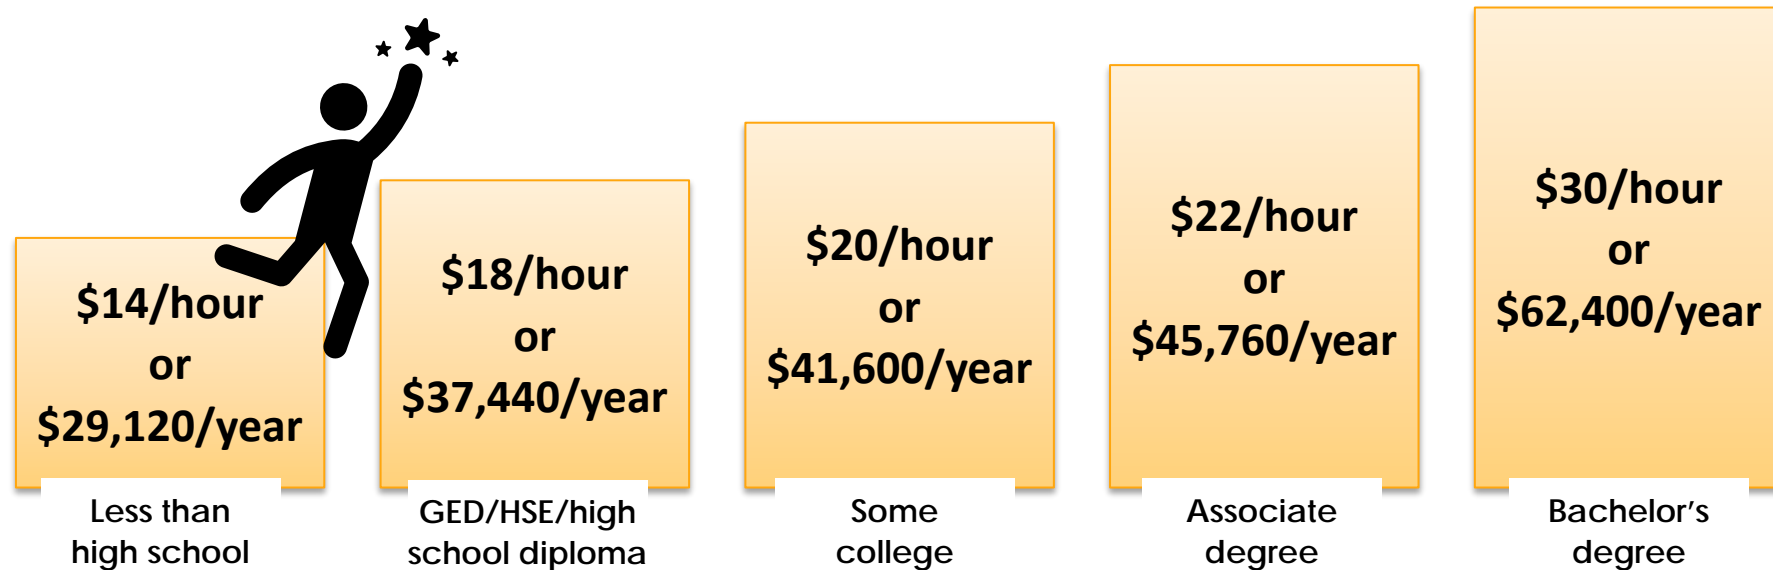 $14/hour
or
$29,120/year
Less than
high school
$18/hour
or
$37,440/year
GED/HSE/high
school diploma
$20/hour
or
$41,600/year
Some
college
$22/hour
or
$45,760/year
Associate
degree
$30/hour
or
$62,400/year
Bachelor's
degree